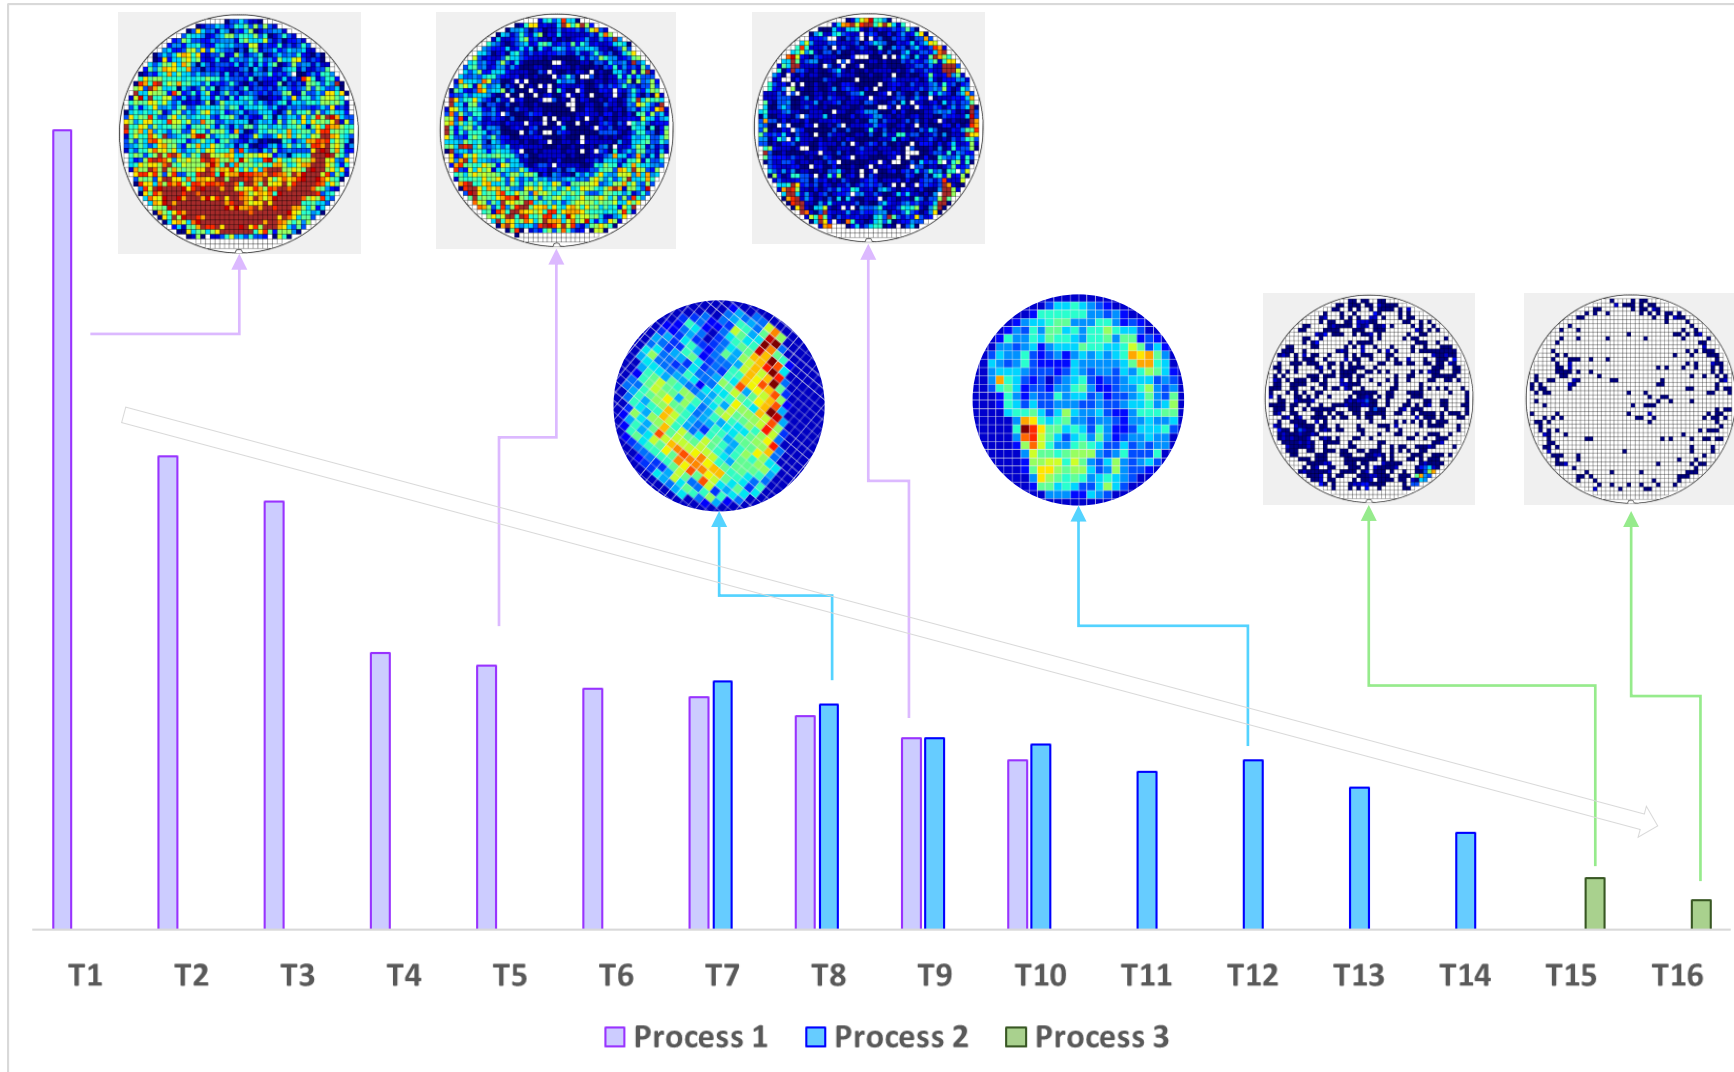 T1 T2 T3 T4 T5 T6 T7 T8 T9 T10 T11 T12 T13 T14 T15 T16
Process 1 Process 2 Process 3